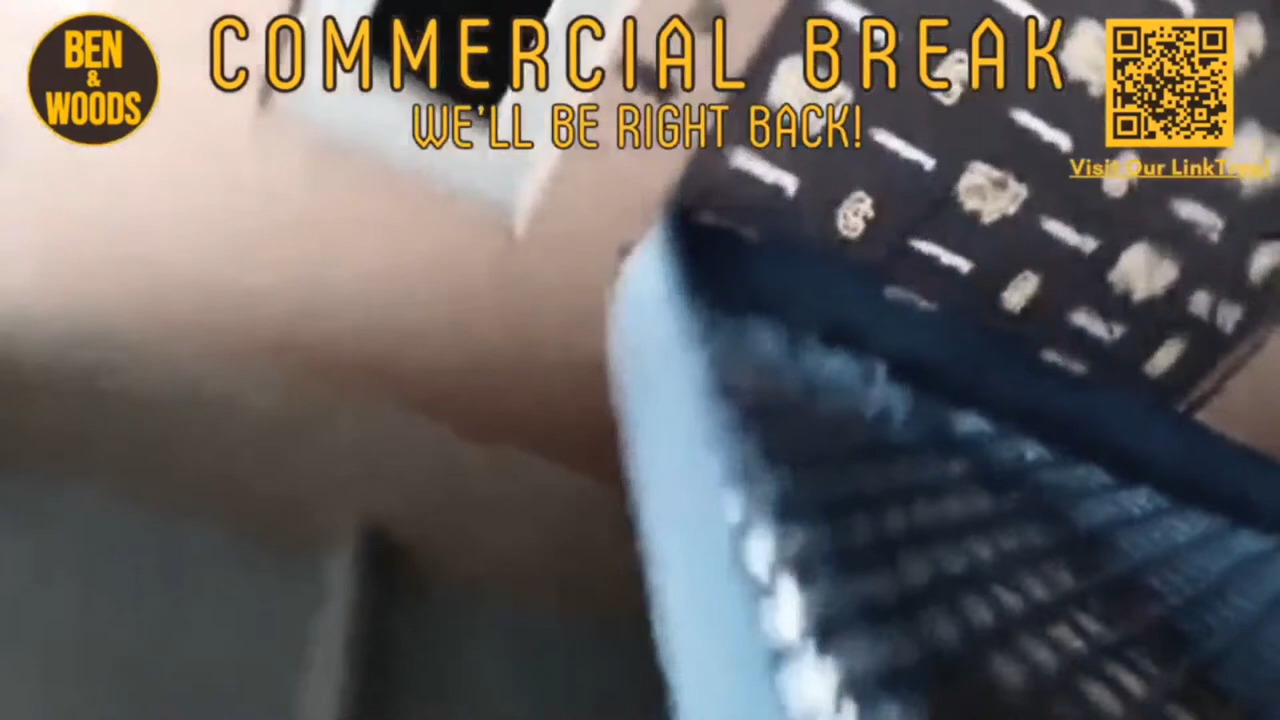 BEN
&
WOODS
COMMERCIAL BREAK
WE'LL BE RIGHT BACK!
Visit Our LinkTree!